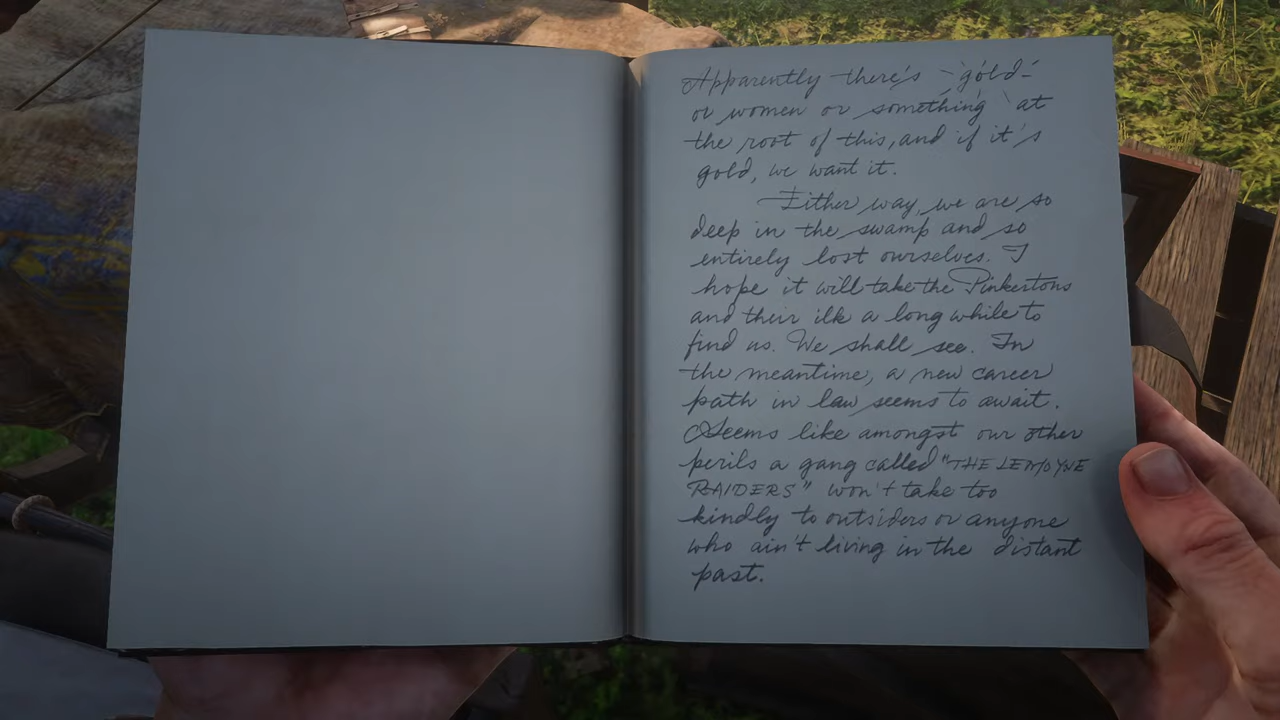 Apparently there's -gold-
or women or something at
the root of this, and if it's
gold, we want it.
Either way, we are so
deep in the swamp and so
entirely lost ourselves. I
hope it will take the Pinkertons
and their ilk a long while to
find us. We shall see. In
the meantime, a new career
path in law seems to await.
Seems like amongst our other
perils a gang called "THE LEMOYNE
RAIDERS" won't take too
kindly to outsiders or anyone
who ain't living in the distant
past.